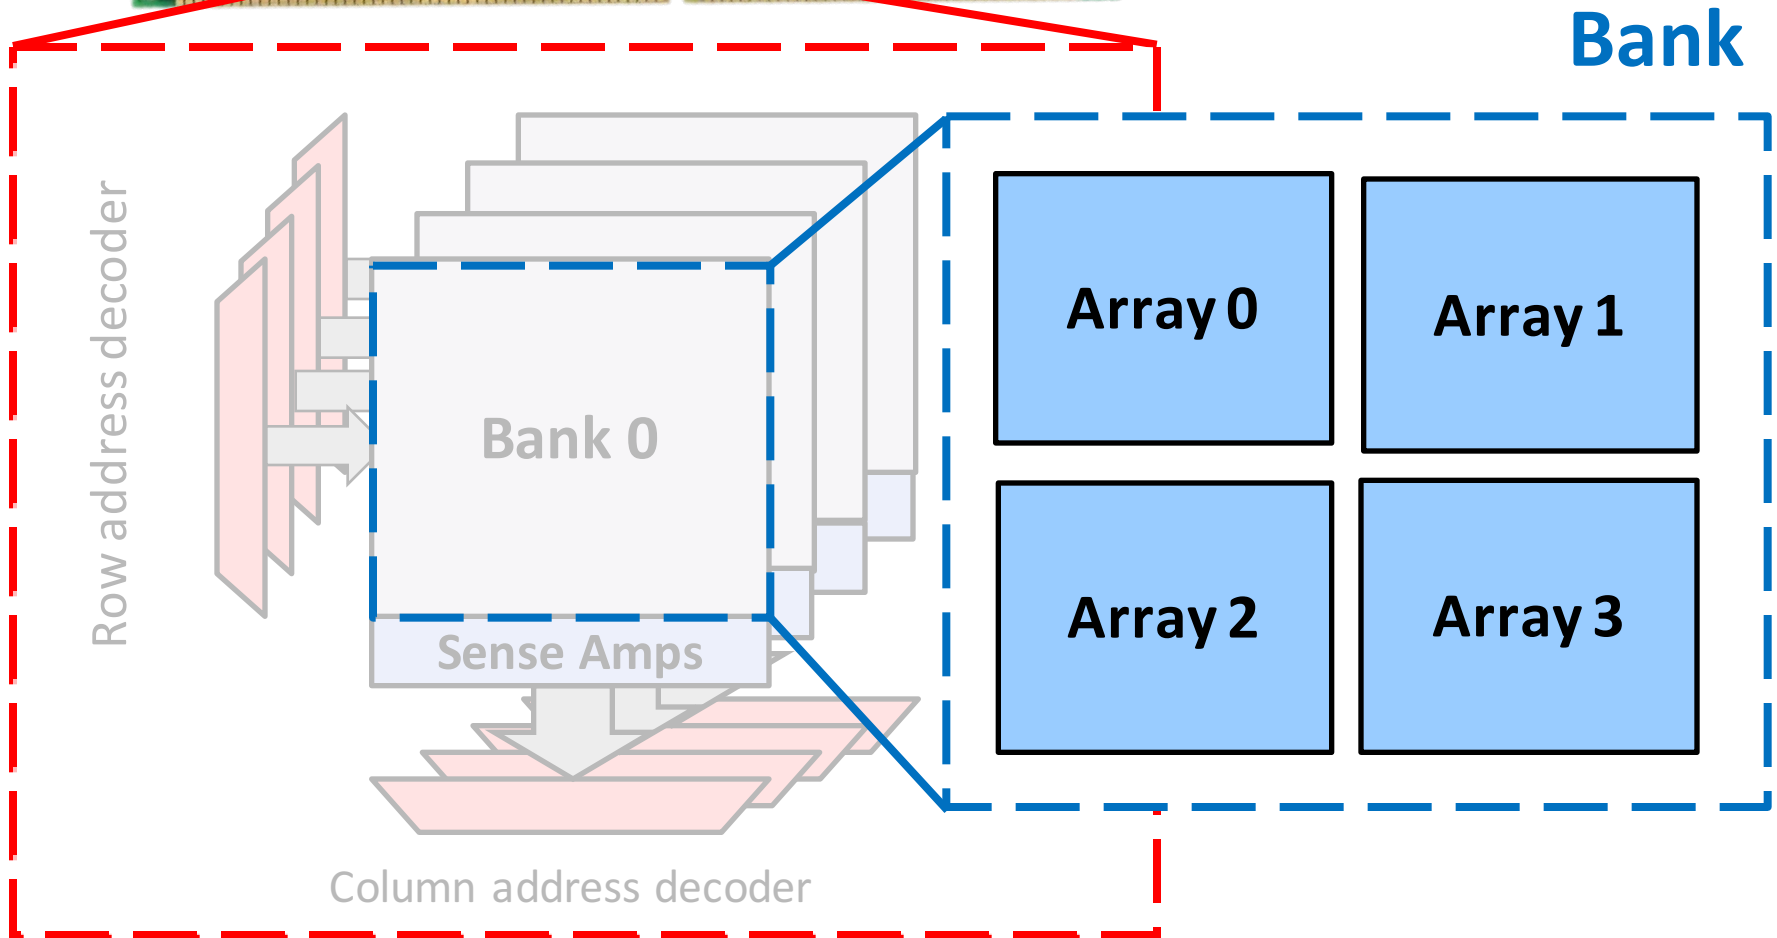 Bank
Row address decoder
Bank 0
Sense Amps
Column address decoder
Array 0
Array 1
Array 2
Array 3